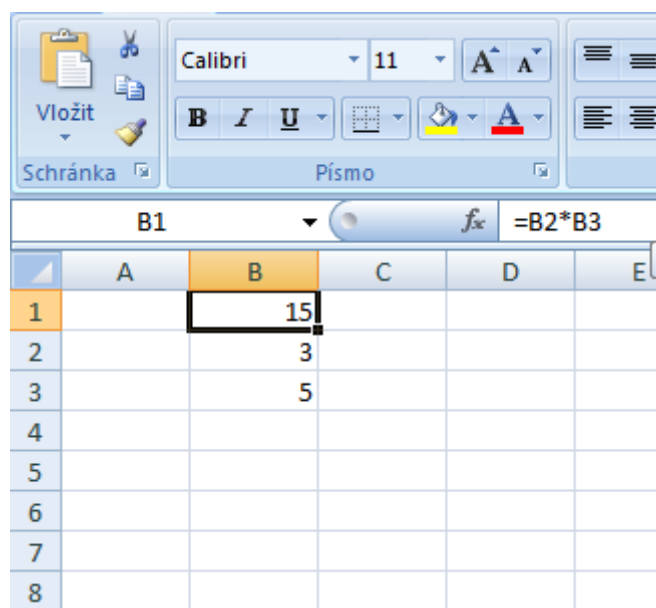 Calibri 11 A A
Vložit B I U A
Schránka Písmo
B1 fx =B2*B3
A B C D E
1 15
2 3
3 5
4
5
6
7
8